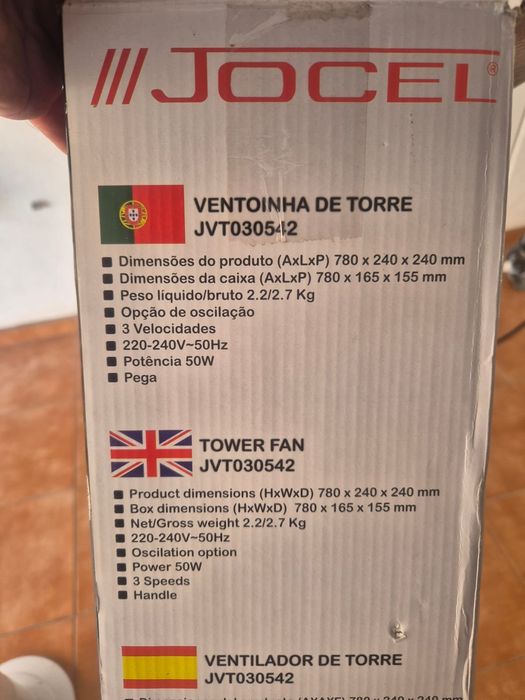 JOCEL®
VENTOINHA DE TORRE
JVT030542
Dimensões do produto (AxLxP) 780 x 240 x 240 mm
Dimensões da caixa (AxLxP) 780 x 165 x 155 mm
Peso líquido/bruto 2.2/2.7 Kg
Opção de oscilação
3 Velocidades
220-240V~50Hz
Potência 50W
Pega
TOWER FAN
JVT030542
Product dimensions (HxWxD) 780 x 240 x 240 mm
Box dimensions (HxWxD) 780 x 165 x 155 mm
Net/Gross weight 2.2/2.7 Kg
220-240V~50Hz
Oscilation option
Power 50W
3 Speeds
Handle
VENTILADOR DE TORRE
JVT030542